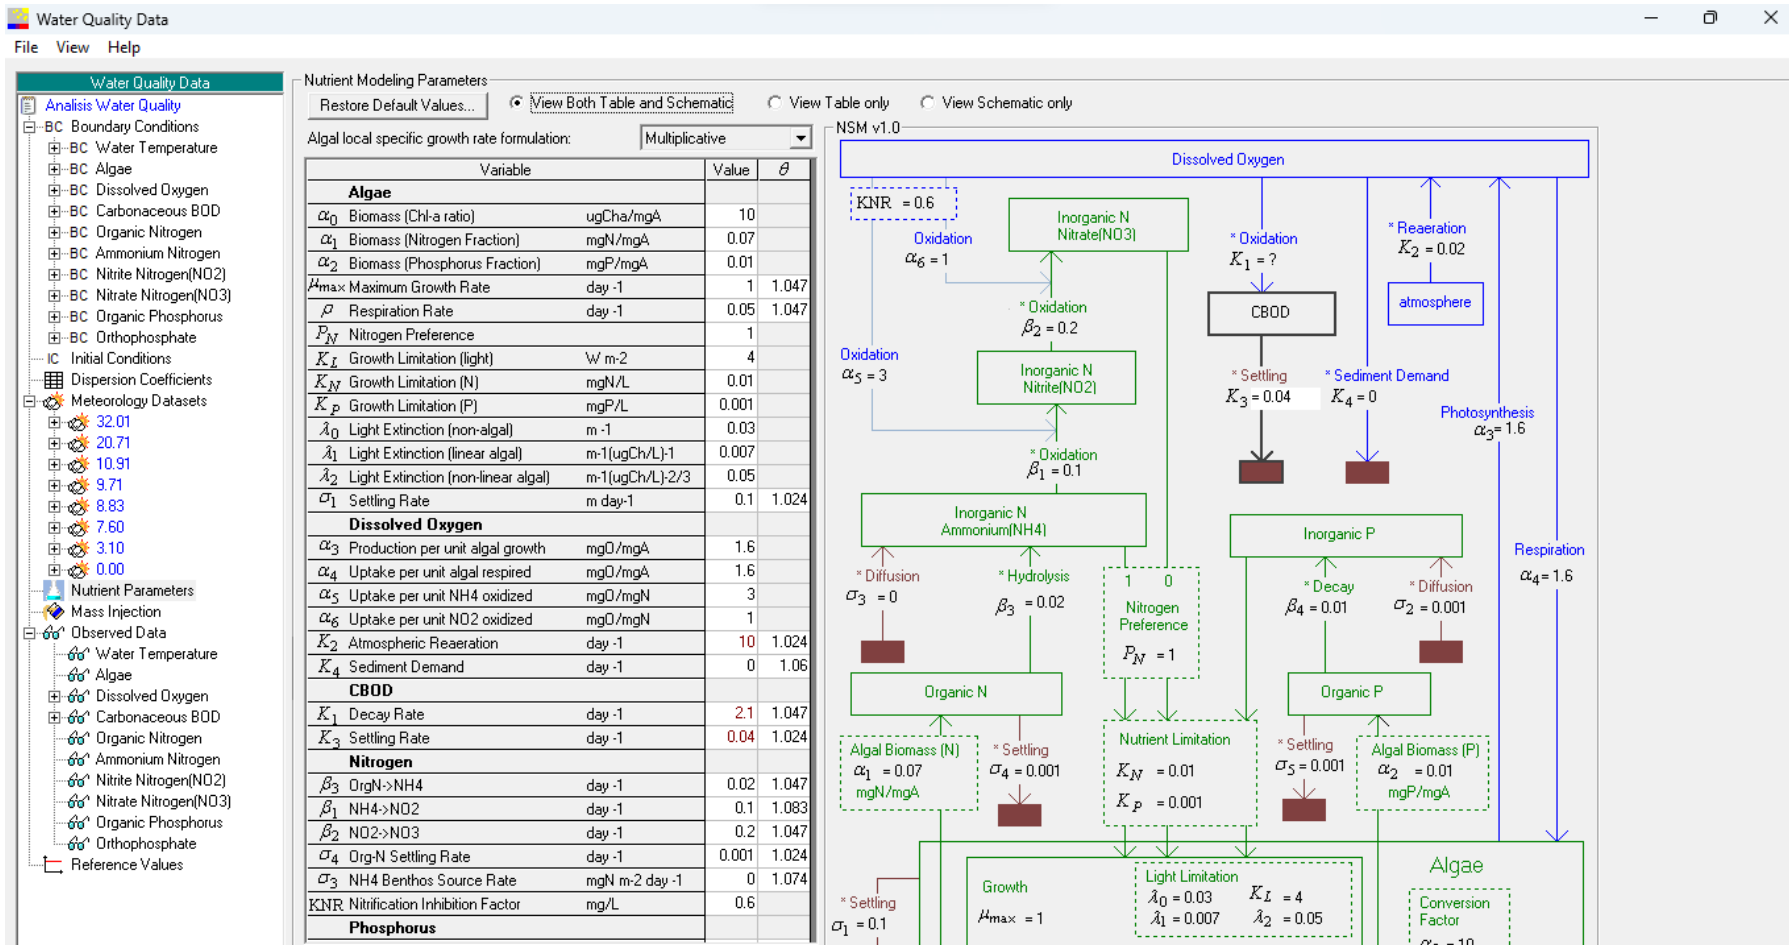 Water Quality Data
File View Help
Water Quality Data
Analisis Water Quality
BC Boundary Conditions
BC Water Temperature
BC Algae
BC Dissolved Oxygen
BC Carbonaceous BOD
BC Organic Nitrogen
BC Ammonium Nitrogen
BC Nitrite Nitrogen(NO2)
BC Nitrate Nitrogen(NO3)
BC Organic Phosphorus
BC Orthophosphate
IC Initial Conditions
Dispersion Coefficients
Meteorology Datasets
32.01
20.71
10.91
9.71
8.83
7.60
3.10
0.00
Nutrient Parameters
Mass Injection
Observed Data
Water Temperature
Algae
Dissolved Oxygen
Carbonaceous BOD
Organic Nitrogen
Ammonium Nitrogen
Nitrite Nitrogen(NO2)
Nitrate Nitrogen(NO3)
Organic Phosphorus
Orthophosphate
Reference Values
Nutrient Modeling Parameters
Restore Default Values... View Both Table and Schematic View Table only View Schematic only
Algal local specific growth rate formulation: Multiplicative
Variable Value θ
Algae
α0 Biomass (Chl-a ratio) ugCha/mgA 10
α1 Biomass (Nitrogen Fraction) mgN/mgA 0.07
α2 Biomass (Phosphorus Fraction) mgP/mgA 0.01
μmax Maximum Growth Rate day -1 1 1.047
ρ Respiration Rate day -1 0.05 1.047
PN Nitrogen Preference 1
KL Growth Limitation (light) W m-2 4
KN Growth Limitation (N) mgN/L 0.01
KP Growth Limitation (P) mgP/L 0.001
λ0 Light Extinction (non-algal) m -1 0.03
λ1 Light Extinction (linear algal) m-1(ugCh/L)-1 0.007
λ2 Light Extinction (non-linear algal) m-1(ugCh/L)-2/3 0.05
σ1 Settling Rate m day-1 0.1 1.024
Dissolved Oxygen
α3 Production per unit algal growth mgO/mgA 1.6
α4 Uptake per unit algal respired mgO/mgA 1.6
α5 Uptake per unit NH4 oxidized mgO/mgN 3
α6 Uptake per unit NO2 oxidized mgO/mgN 1
K2 Atmospheric Reaeration day -1 10 1.024
K4 Sediment Demand day -1 0 1.06
CBOD
K1 Decay Rate day -1 2.1 1.047
K3 Settling Rate day -1 0.04 1.024
Nitrogen
β3 OrgN->NH4 day -1 0.02 1.047
β1 NH4->NO2 day -1 0.1 1.083
β2 NO2->NO3 day -1 0.2 1.047
σ4 Org-N Settling Rate day -1 0.001 1.024
σ3 NH4 Benthos Source Rate mgN m-2 day -1 0 1.074
KNR Nitrification Inhibition Factor mg/L 0.6
Phosphorus
NSM v1.0
Dissolved Oxygen
KNR = 0.6
Oxidation
α6 = 1
Inorganic N
Nitrate(NO3)
* Oxidation
K1 = ?
* Reaeration
K2 = 0.02
atmosphere
CBOD
* Oxidation
β2 = 0.2
Oxidation
α5 = 3
Inorganic N
Nitrite(NO2)
* Settling
K3 = 0.04
* Sediment Demand
K4 = 0
Photosynthesis
α3 = 1.6
* Oxidation
β1 = 0.1
Inorganic N
Ammonium(NH4)
Inorganic P
Respiration
α4 = 1.6
* Diffusion
σ3 = 0
* Hydrolysis
β3 = 0.02
1 0
Nitrogen
Preference
PN = 1
* Decay
β4 = 0.01
* Diffusion
σ2 = 0.001
Organic N
Organic P
Algal Biomass (N)
α1 = 0.07
mgN/mgA
* Settling
σ4 = 0.001
Nutrient Limitation
KN = 0.01
KP = 0.001
* Settling
σ5 = 0.001
Algal Biomass (P)
α2 = 0.01
mgP/mgA
Algae
* Settling
σ1 = 0.1
Growth
μmax = 1
Light Limitation
λ0 = 0.03 KL = 4
λ1 = 0.007 λ2 = 0.05
Conversion
Factor